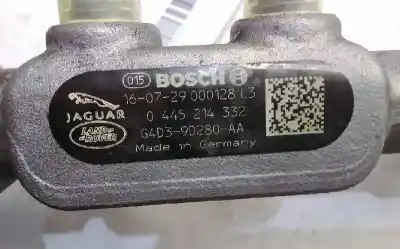 015 BOSCH
16-07-29 000128 L3
JAGUAR
0 445 214 332
LAND ROVER
G4D3-9D280-AA
Made in Germany